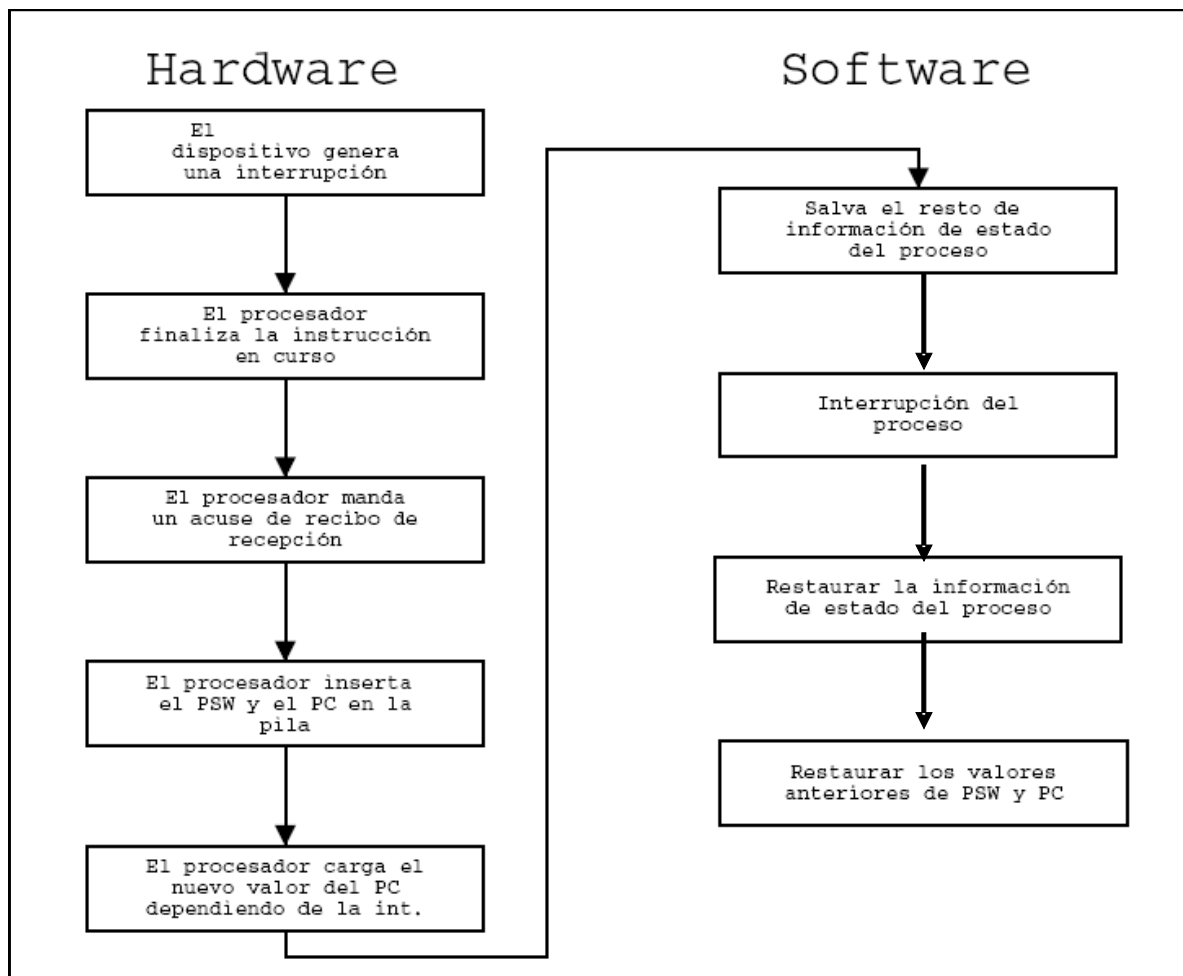 Hardware
El
dispositivo genera
una interrupción
El procesador
finaliza la instrucción
en curso
El procesador manda
un acuse de recibo de
recepción
El procesador inserta
el PSW y el PC en la
pila
El procesador carga el
nuevo valor del PC
dependiendo de la int.
Software
Salva el resto de
información de estado
del proceso
Interrupción del
proceso
Restaurar la información
de estado del proceso
Restaurar los valores
anteriores de PSW y PC